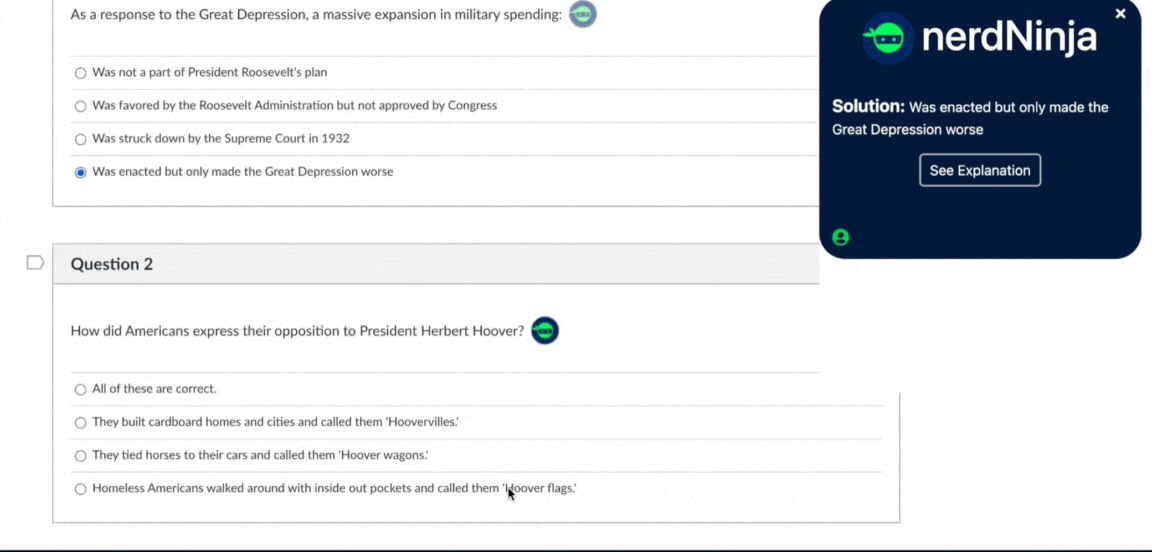 As a response to the Great Depression, a massive expansion in military spending:
Was not a part of President Roosevelt's plan
Was favored by the Roosevelt Administration but not approved by Congress
Was struck down by the Supreme Court in 1932
Was enacted but only made the Great Depression worse
nerdNinja
Solution: Was enacted but only made the
Great Depression worse
See Explanation
Question 2
How did Americans express their opposition to President Herbert Hoover?
All of these are correct.
They built cardboard homes and cities and called them 'Hoovervilles.'
They tied horses to their cars and called them 'Hoover wagons.'
Homeless Americans walked around with inside out pockets and called them 'Hoover flags.'